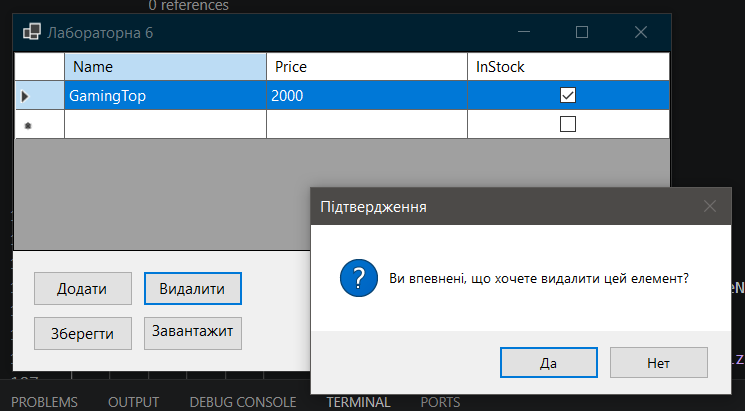 0 references
Лабораторна 6
Name Price InStock
GamingTop 2000
Підтвердження
Ви впевнені, що хочете видалити цей елемент?
Да Нет
Додати Видалити
Зберегти Завантажит
PROBLEMS OUTPUT DEBUG CONSOLE TERMINAL PORTS